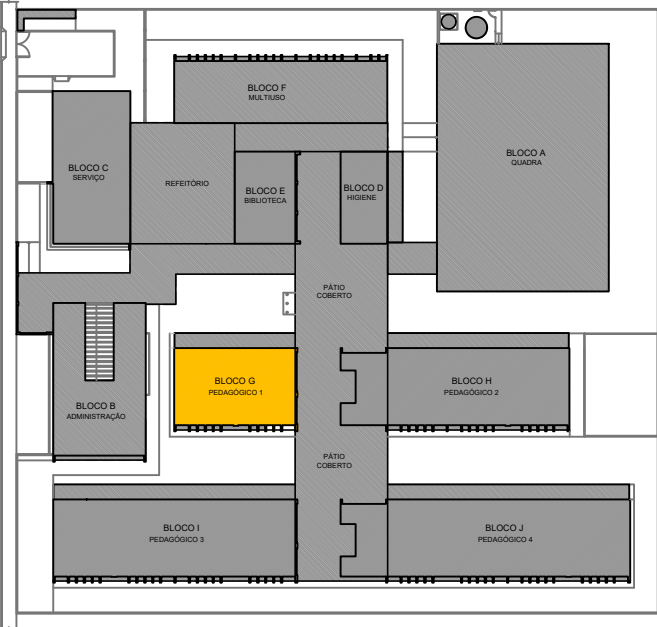 BLOCO F
MULTIUSO
BLOCO A
QUADRA
BLOCO C
SERVIÇO
REFEITÓRIO
BLOCO E
BIBLIOTECA
BLOCO D
HIGIENE
PÁTIO
COBERTO
BLOCO G
PEDAGÓGICO 1
BLOCO H
PEDAGÓGICO 2
BLOCO B
ADMINISTRAÇÃO
PÁTIO
COBERTO
BLOCO I
PEDAGÓGICO 3
BLOCO J
PEDAGÓGICO 4